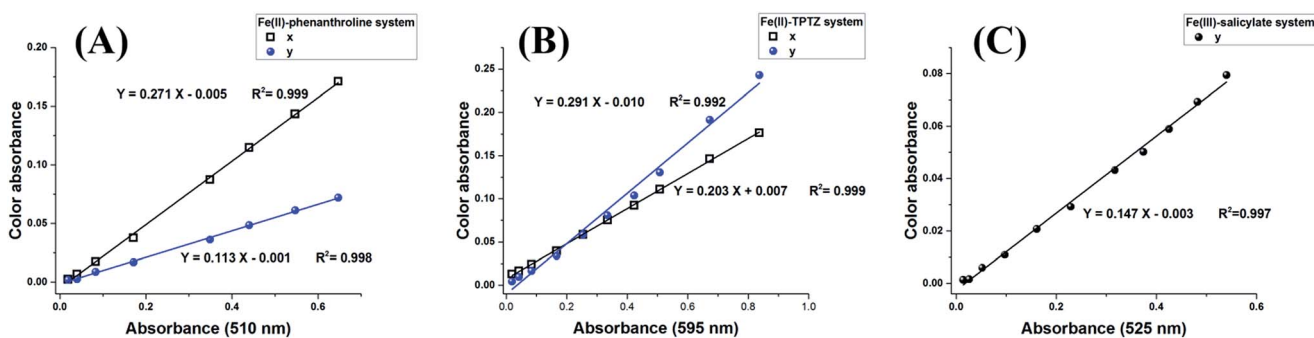 (A)
Fe(II)-phenanthroline system
x
y
Y = 0.271 X - 0.005 R²= 0.999
Y = 0.113 X - 0.001 R²= 0.998
Color absorbance
0.20
0.15
0.10
0.05
0.00
0.0 0.2 0.4 0.6
Absorbance (510 nm)
(B)
Fe(II)-TPTZ system
x
y
Y = 0.291 X - 0.010 R²= 0.992
Y = 0.203 X + 0.007 R²= 0.999
Color absorbance
0.25
0.20
0.15
0.10
0.05
0.00
0.0 0.2 0.4 0.6 0.8 1.0
Absorbance (595 nm)
(C)
Fe(III)-salicylate system
y
Y = 0.147 X - 0.003 R²=0.997
Color absorbance
0.08
0.06
0.04
0.02
0.00
0.0 0.2 0.4 0.6
Absorbance (525 nm)